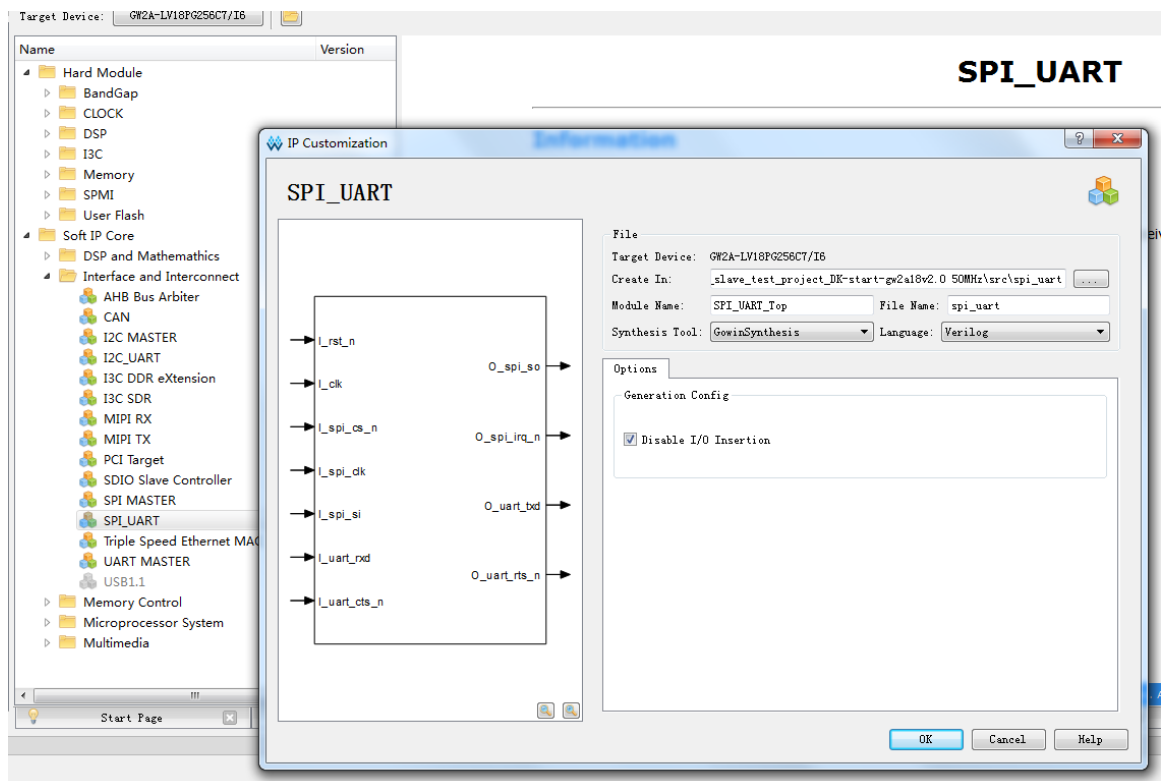 Target Device: GW2A-LV18PG256C7/I6
Name Version
Hard Module
BandGap
CLOCK
DSP
I3C
Memory
SPMI
User Flash
Soft IP Core
DSP and Mathemathics
Interface and Interconnect
AHB Bus Arbiter
CAN
I2C MASTER
I2C_UART
I3C DDR eXtension
I3C SDR
MIPI RX
MIPI TX
PCI Target
SDIO Slave Controller
SPI MASTER
SPI_UART
Triple Speed Ethernet MAC
UART MASTER
USB1.1
Memory Control
Microprocessor System
Multimedia
Start Page
SPI_UART
Information
IP Customization
SPI_UART
I_rst_n
I_clk
I_spi_cs_n
I_spi_clk
I_spi_si
I_uart_rxd
I_uart_cts_n
O_spi_so
O_spi_irq_n
O_uart_txd
O_uart_rts_n
File
Target Device: GW2A-LV18PG256C7/I6
Create In: _slave_test_project_DK-start-gw2a18v2.0 50MHz\src\spi_uart ...
Module Name: SPI_UART_Top File Name: spi_uart
Synthesis Tool: GowinSynthesis Language: Verilog
Options
Generation Config
Disable I/O Insertion
OK Cancel Help